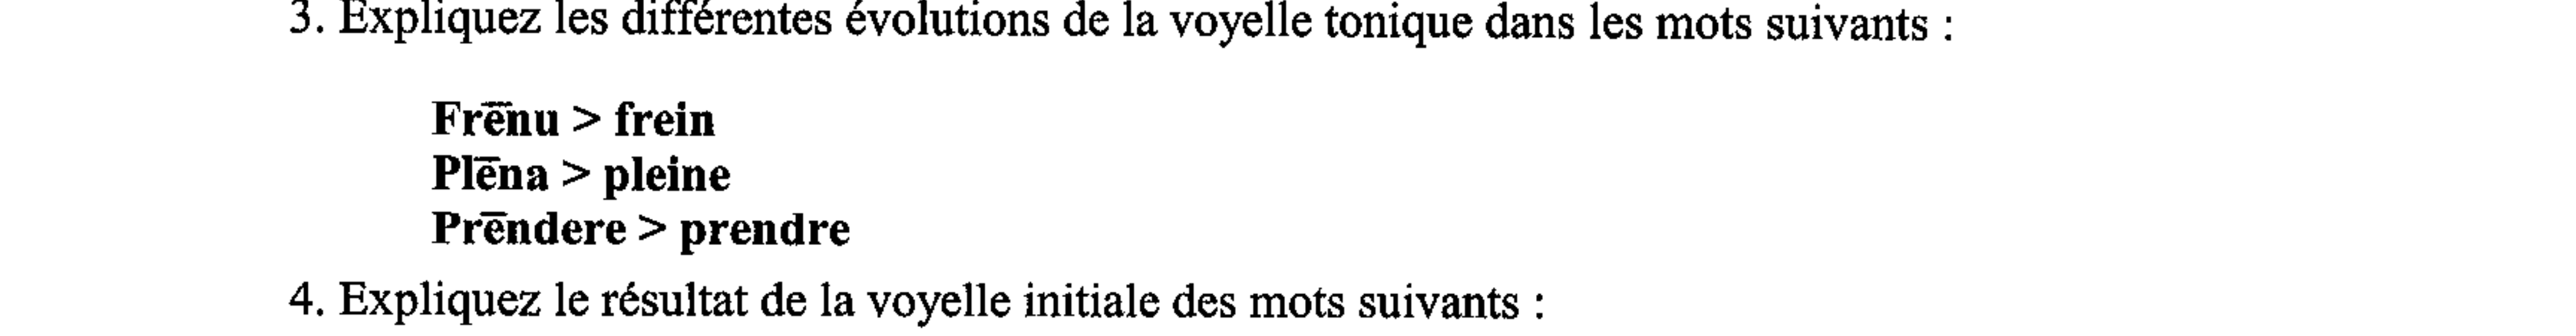 3. Expliquez les différentes évolutions de la voyelle tonique dans les mots suivants :
Frēnu > frein
Plēna > pleine
Prēndere > prendre
4. Expliquez le résultat de la voyelle initiale des mots suivants :